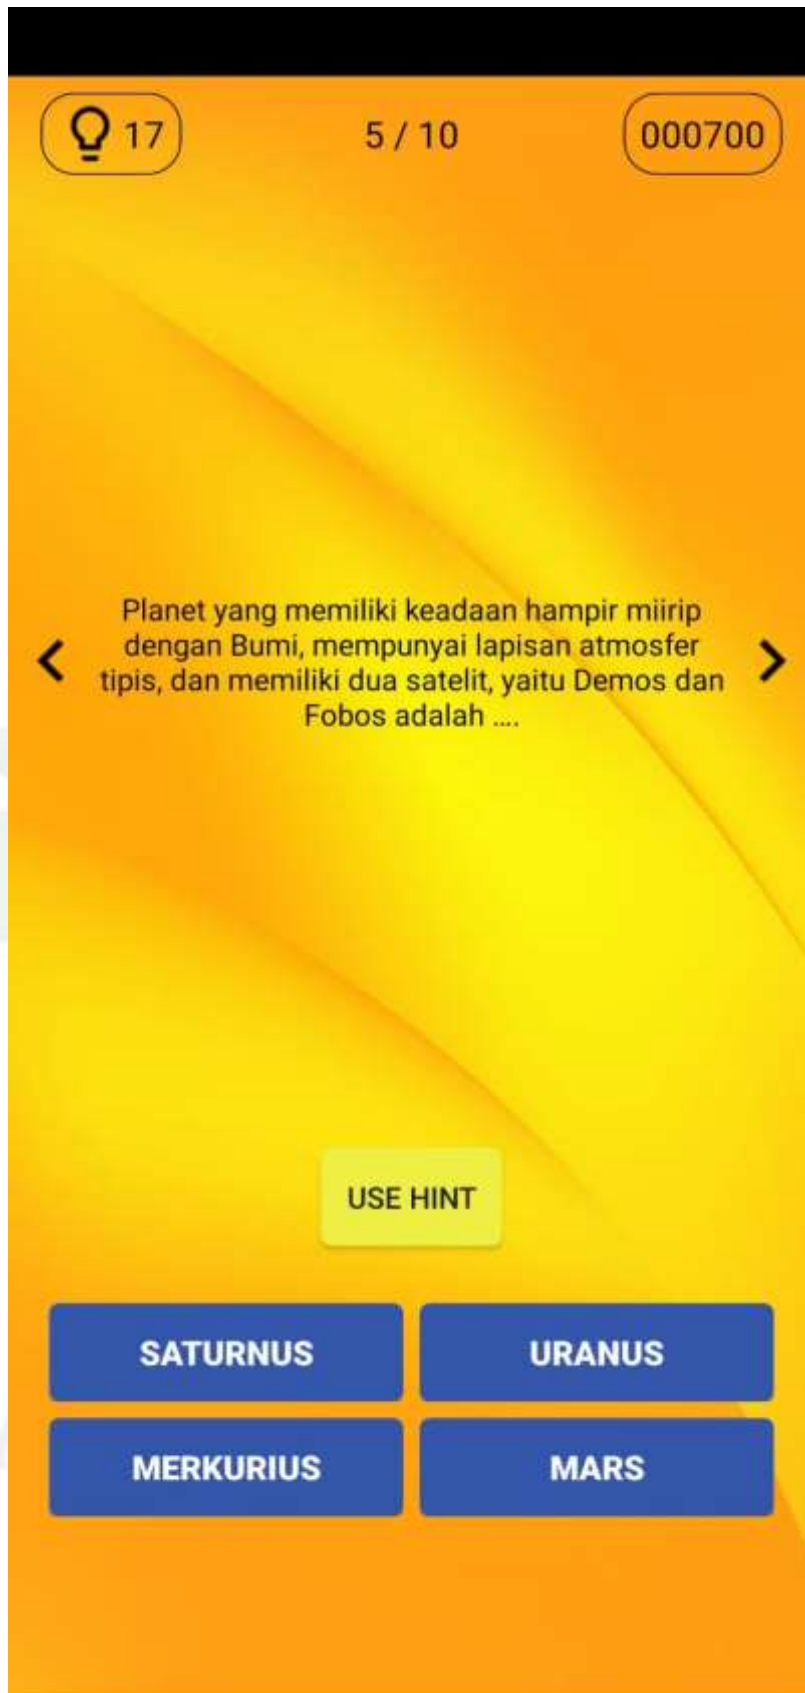 17
5 / 10
000700
Planet yang memiliki keadaan hampir miirip
dengan Bumi, mempunyai lapisan atmosfer
tipis, dan memiliki dua satelit, yaitu Demos dan
Fobos adalah ....
USE HINT
SATURNUS
URANUS
MERKURIUS
MARS